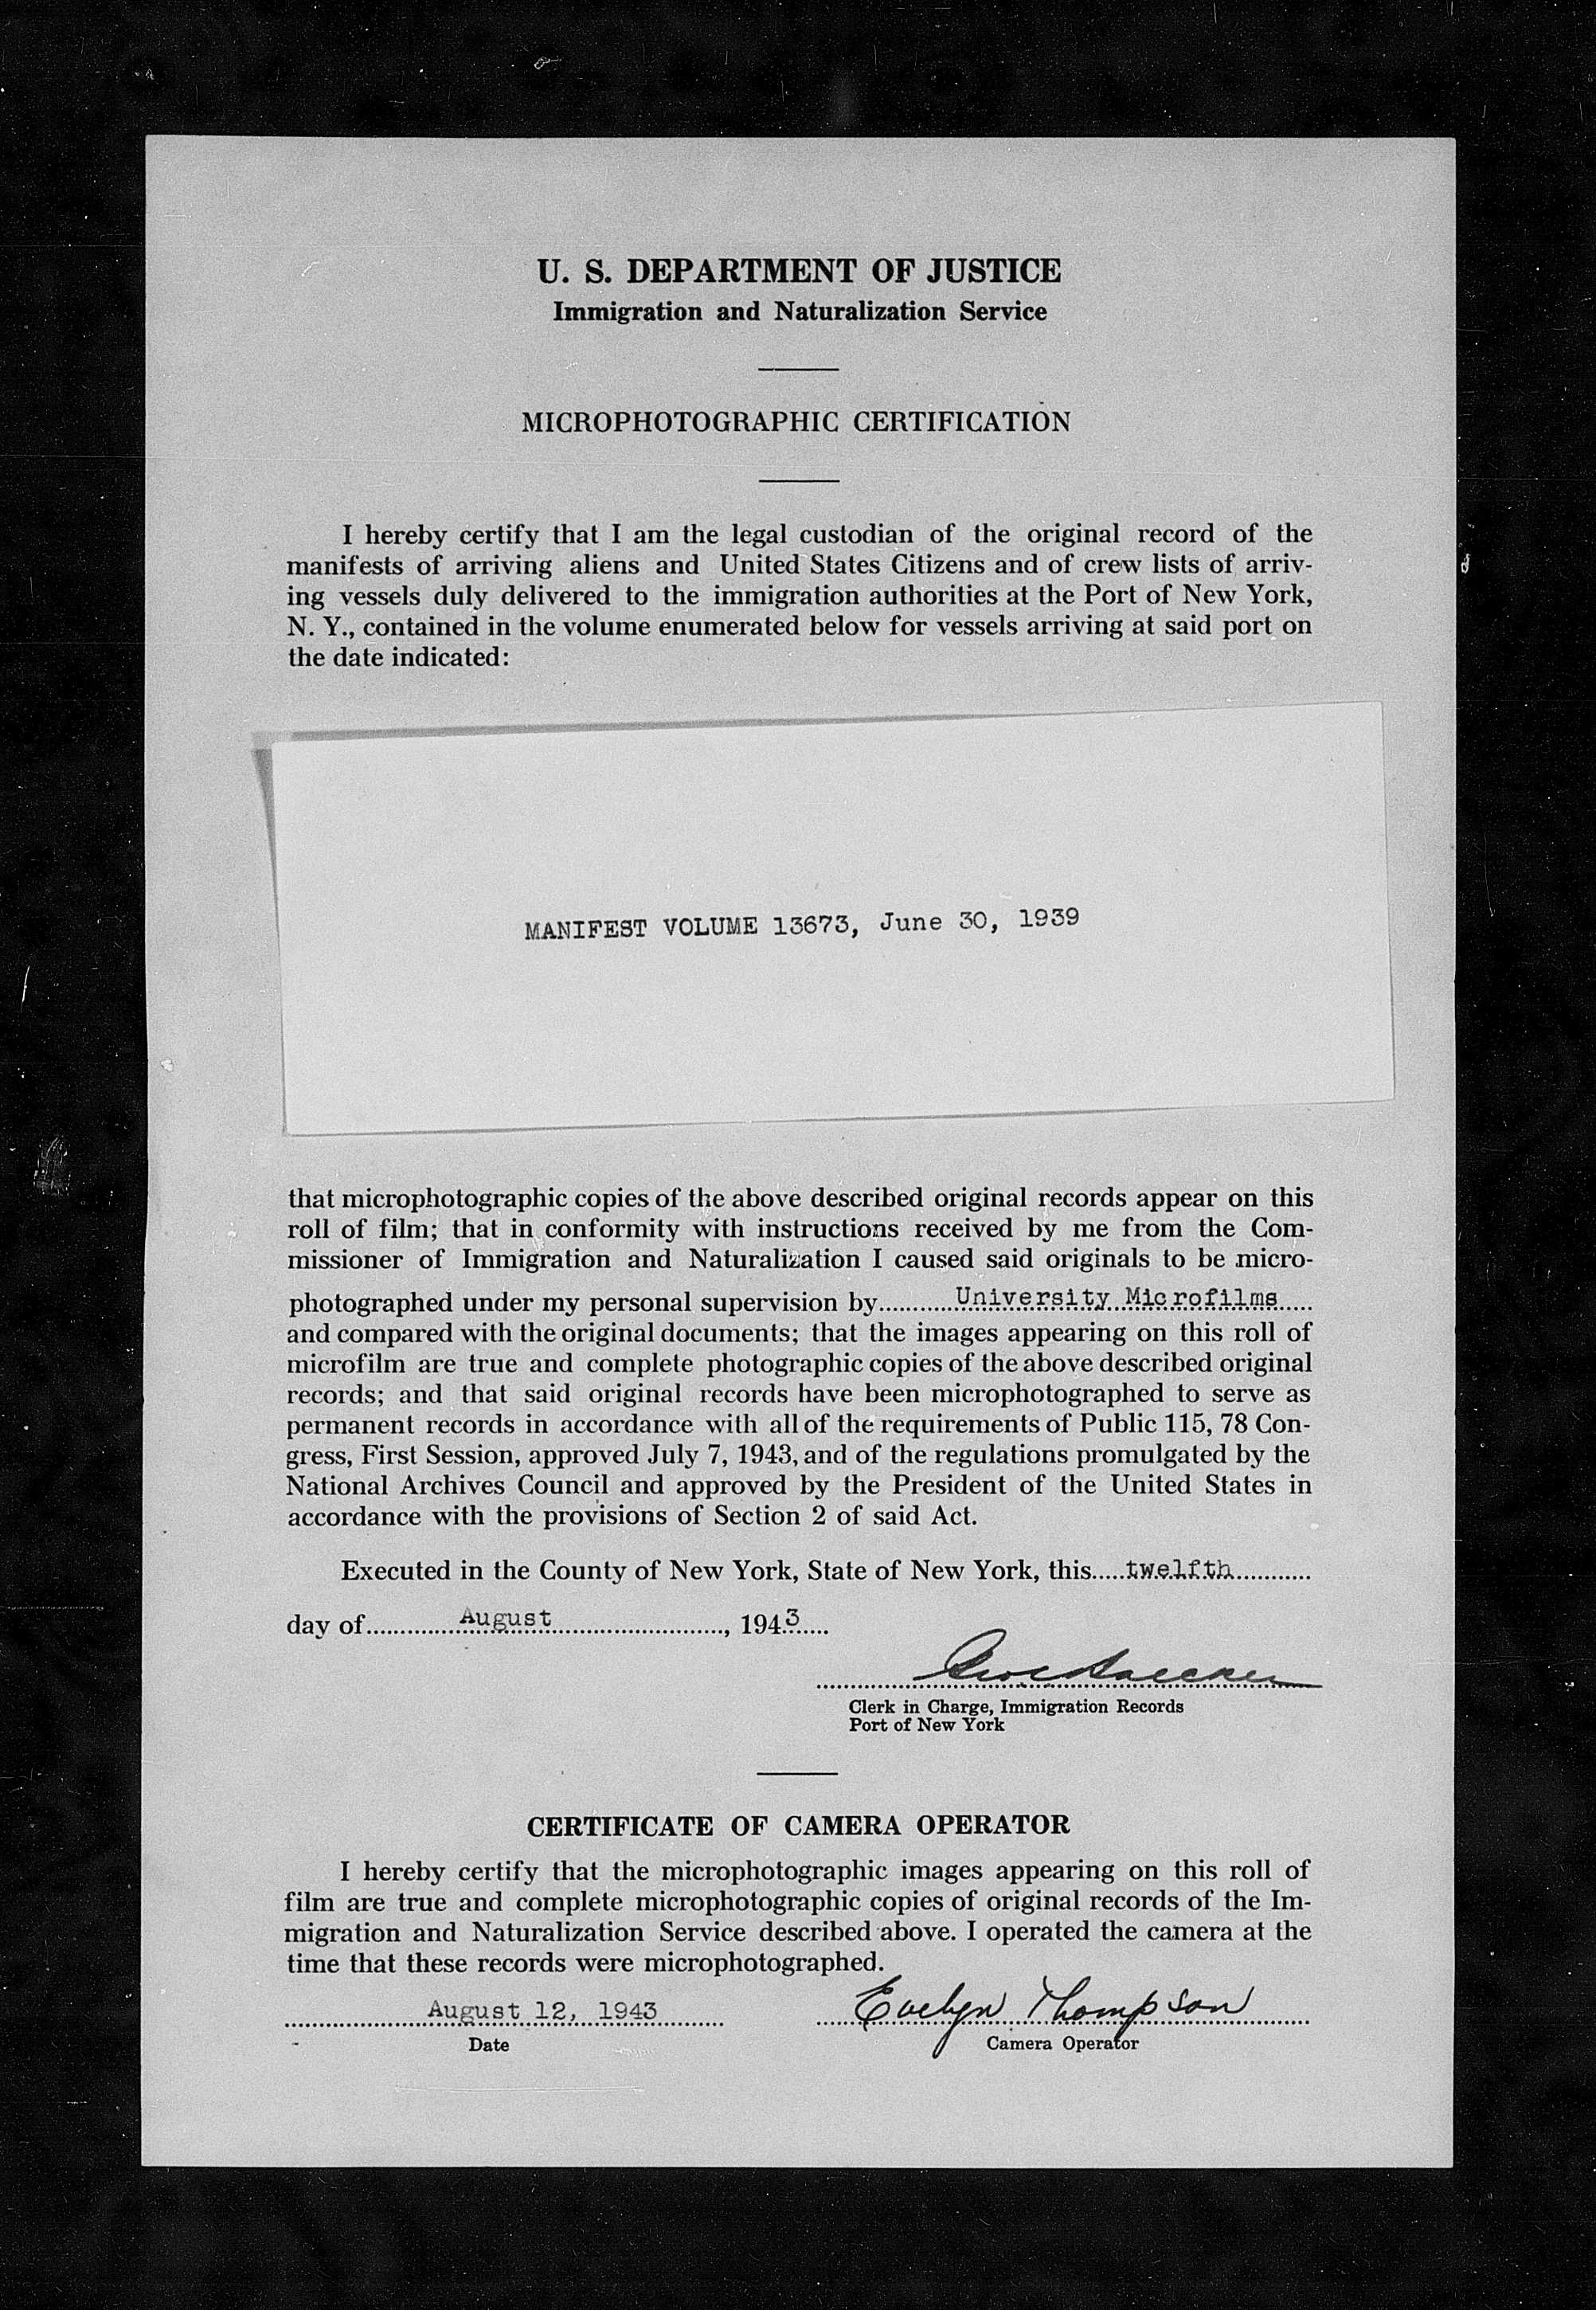 U. S. DEPARTMENT OF JUSTICE
Immigration and Naturalization Service
MICROPHOTOGRAPHIC CERTIFICATION
I hereby certify that I am the legal custodian of the original record of the
manifests of arriving aliens and United States Citizens and of crew lists of arriv-
ing vessels duly delivered to the immigration authorities at the Port of New York,
N. Y., contained in the volume enumerated below for vessels arriving at said port on
the date indicated:
MANIFEST VOLUME 13673, June 30, 1939
that microphotographic copies of the above described original records appear on this
roll of film; that in conformity with instructions received by me from the Com-
missioner of Immigration and Naturalization I caused said originals to be micro-
photographed under my personal supervision by University Microfilms
and compared with the original documents; that the images appearing on this roll of
microfilm are true and complete photographic copies of the above described original
records; and that said original records have been microphotographed to serve as
permanent records in accordance with all of the requirements of Public 115, 78 Con-
gress, First Session, approved July 7, 1943, and of the regulations promulgated by the
National Archives Council and approved by the President of the United States in
accordance with the provisions of Section 2 of said Act.
Executed in the County of New York, State of New York, this twelfth
day of August, 1943
Clerk in Charge, Immigration Records
Port of New York
CERTIFICATE OF CAMERA OPERATOR
I hereby certify that the microphotographic images appearing on this roll of
film are true and complete microphotographic copies of original records of the Im-
migration and Naturalization Service described above. I operated the camera at the
time that these records were microphotographed.
August 12, 1943 Evelyn Thompson
Date Camera Operator